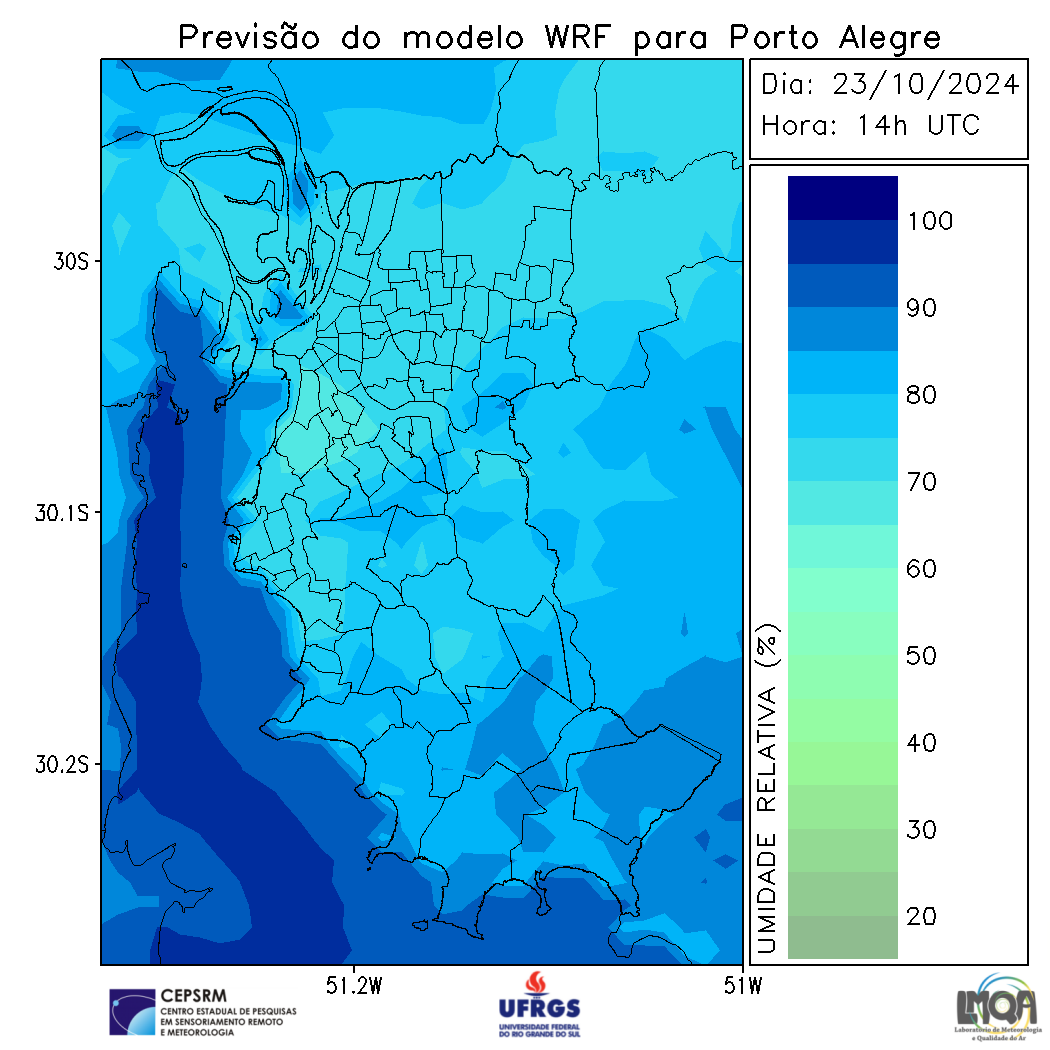 Previsão do modelo WRF para Porto Alegre
Dia: 23/10/2024
Hora: 14h UTC
100
90
80
70
60
50
40
30
20
UMIDADE RELATIVA (%)
30S
30.1S
30.2S
51.2W
51W
CEPSRM
CENTRO ESTADUAL DE PESQUISAS
EM SENSORIAMENTO REMOTO
E METEOROLOGIA
UFRGS
UNIVERSIDADE FEDERAL
DO RIO GRANDE DO SUL
LMQA
Laboratório de Meteorologia
e Qualidade do Ar